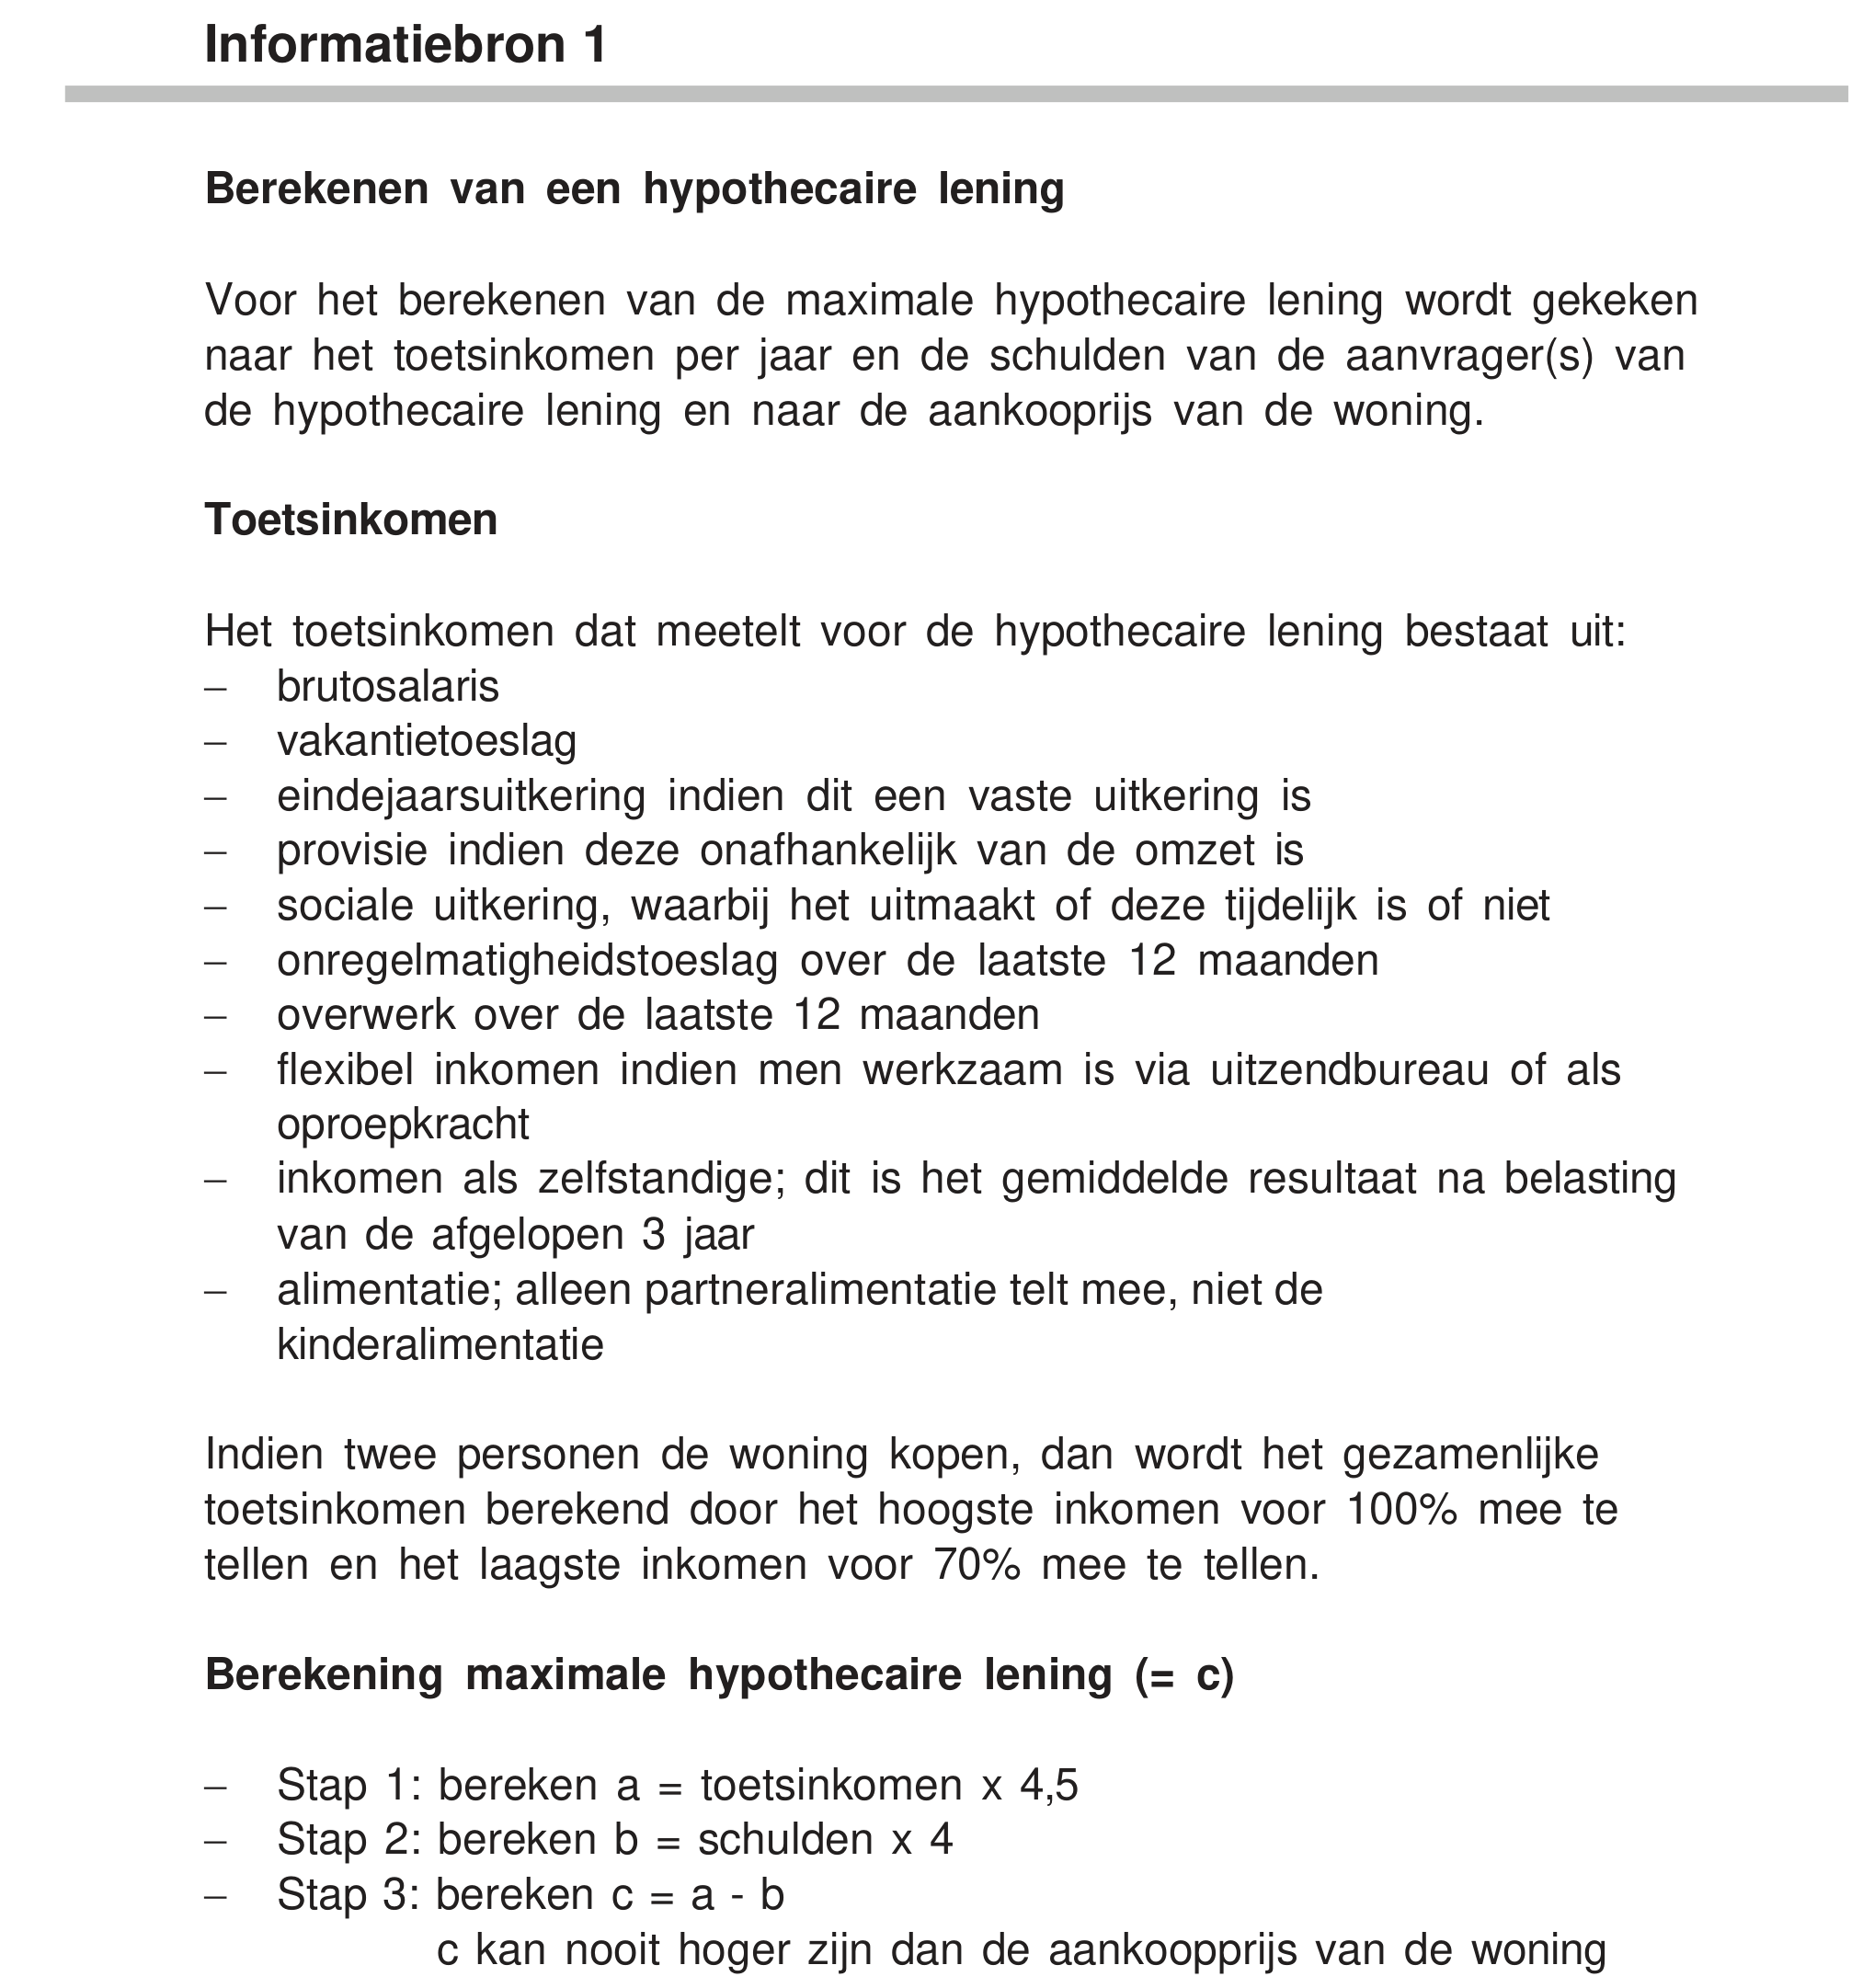 Informatiebron 1
Berekenen van een hypothecaire lening
Voor het berekenen van de maximale hypothecaire lening wordt gekeken
naar het toetsinkomen per jaar en de schulden van de aanvrager(s) van
de hypothecaire lening en naar de aankooprijs van de woning.
Toetsinkomen
Het toetsinkomen dat meetelt voor de hypothecaire lening bestaat uit:
– brutosalaris
– vakantietoeslag
– eindejaarsuitkering indien dit een vaste uitkering is
– provisie indien deze onafhankelijk van de omzet is
– sociale uitkering, waarbij het uitmaakt of deze tijdelijk is of niet
– onregelmatigheidstoeslag over de laatste 12 maanden
– overwerk over de laatste 12 maanden
– flexibel inkomen indien men werkzaam is via uitzendbureau of als
oproepkracht
– inkomen als zelfstandige; dit is het gemiddelde resultaat na belasting
van de afgelopen 3 jaar
– alimentatie; alleen partneralimentatie telt mee, niet de
kinderalimentatie
Indien twee personen de woning kopen, dan wordt het gezamenlijke
toetsinkomen berekend door het hoogste inkomen voor 100% mee te
tellen en het laagste inkomen voor 70% mee te tellen.
Berekening maximale hypothecaire lening (= c)
– Stap 1: bereken a = toetsinkomen x 4,5
– Stap 2: bereken b = schulden x 4
– Stap 3: bereken c = a - b
c kan nooit hoger zijn dan de aankoopprijs van de woning